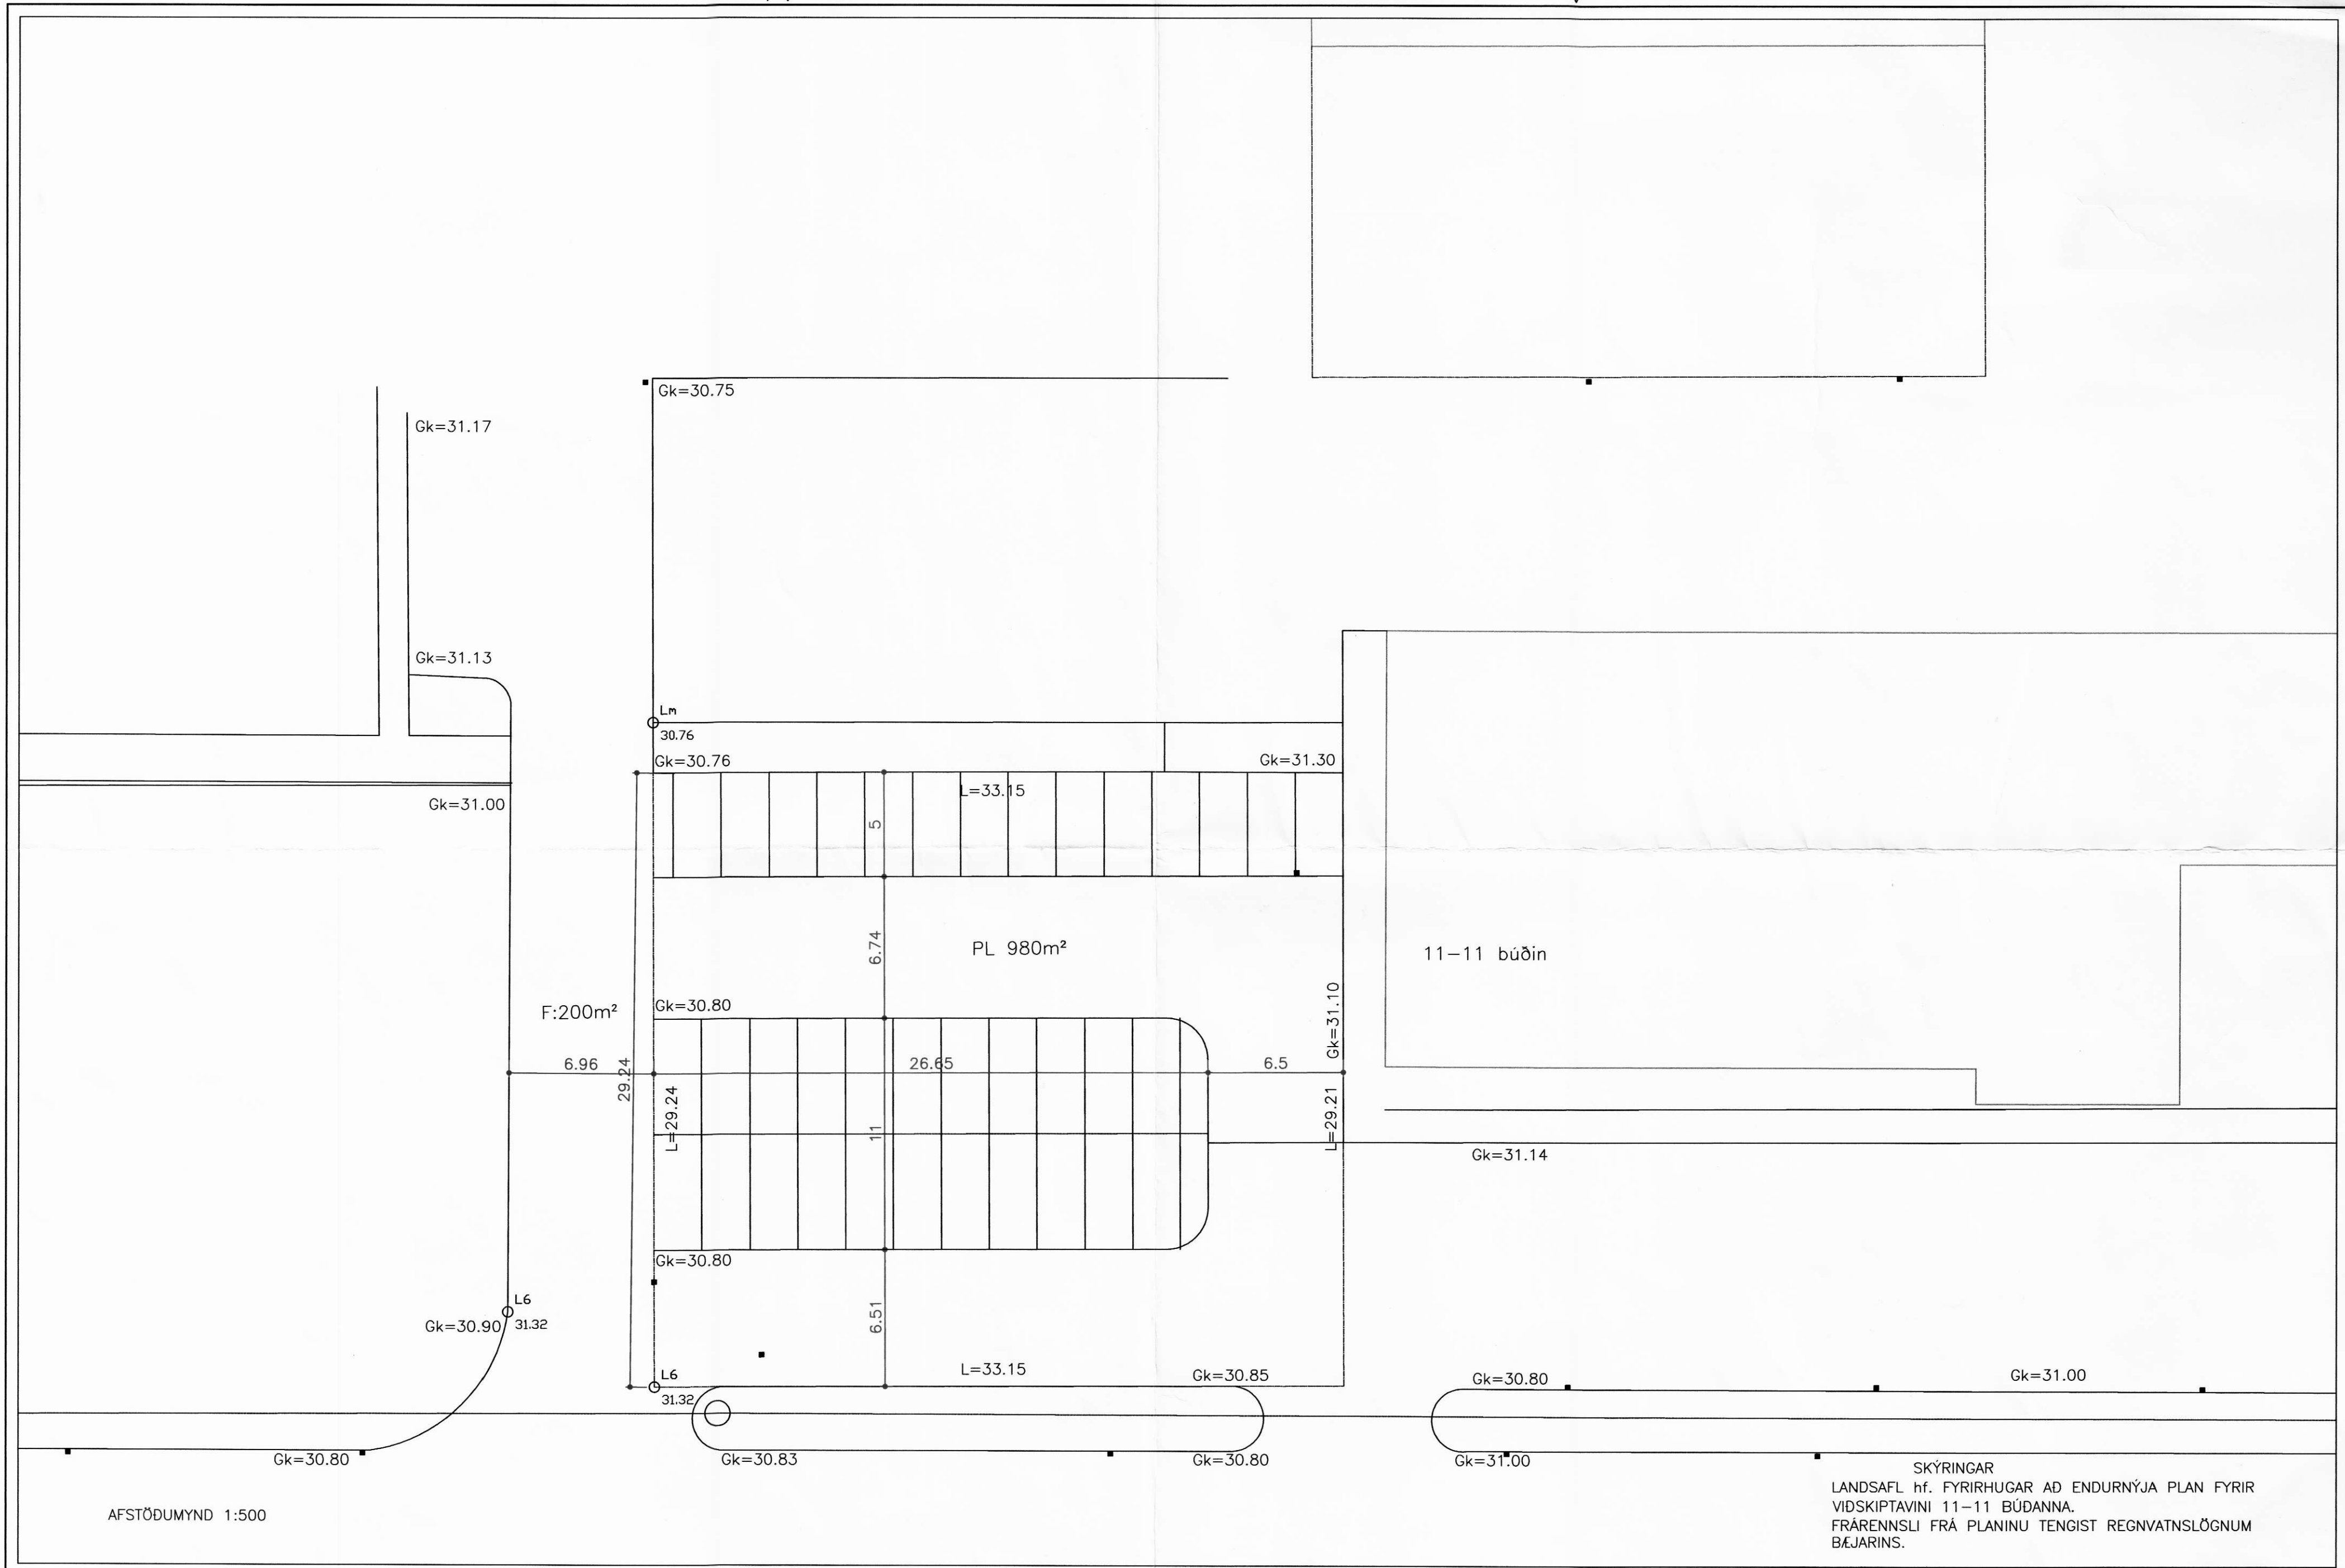 Gk=30.75
Gk=31.17
Gk=31.13
Lm
30.76
Gk=30.76
Gk=31.30
L=33.15
Gk=31.00
5
6.74
PL 980m²
11-11 búðin
Gk=31.10
F:200m²
Gk=30.80
6.96
26.65
6.5
29.24
L=29.24
11
L=29.21
Gk=31.14
Gk=30.80
L6
31.32
Gk=30.90
6.51
L=33.15
L6
31.32
Gk=30.85
Gk=30.80
Gk=31.00
Gk=30.80
Gk=30.83
Gk=30.80
Gk=31.00
SKÝRINGAR
LANDSAFL hf. FYRIRHUGAR AÐ ENDURNÝJA PLAN FYRIR
VIÐSKIPTAVINI 11-11 BÚÐANNA.
FRÁRENNSLI FRÁ PLANINU TENGIST REGNVATNSLÖGNUM
BÆJARINS.
AFSTÖÐUMYND 1:500